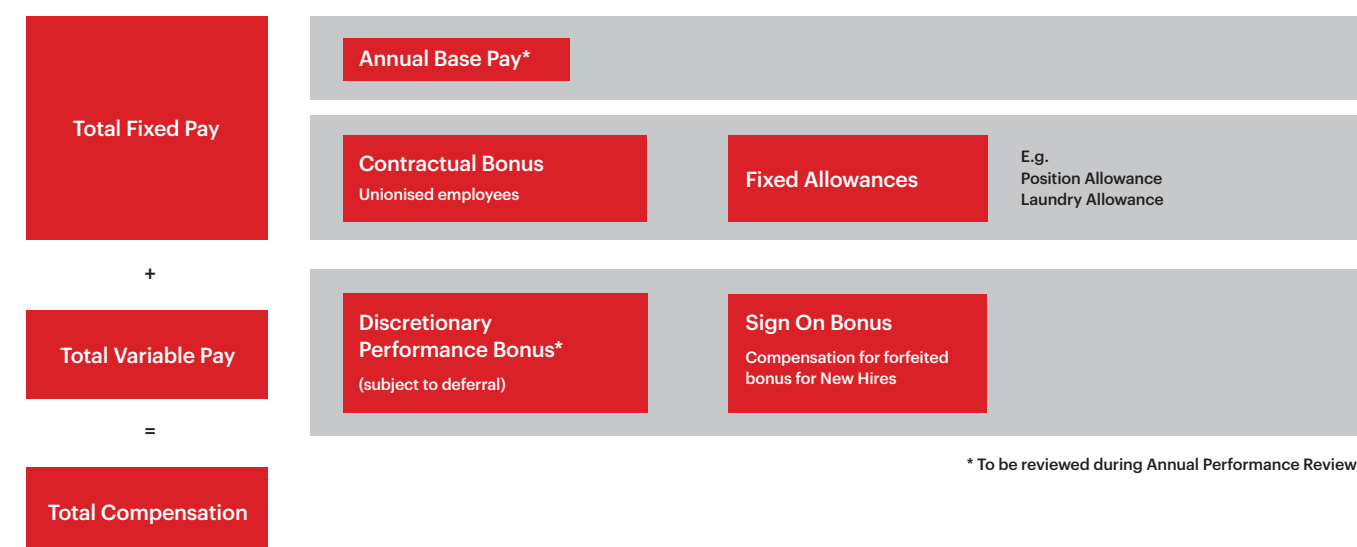 Total Fixed Pay
Annual Base Pay*
Contractual Bonus
Unionised employees
Fixed Allowances
E.g.
Position Allowance
Laundry Allowance
+
Total Variable Pay
Discretionary
Performance Bonus*
(subject to deferral)
Sign On Bonus
Compensation for forfeited
bonus for New Hires
=
* To be reviewed during Annual Performance Review
Total Compensation